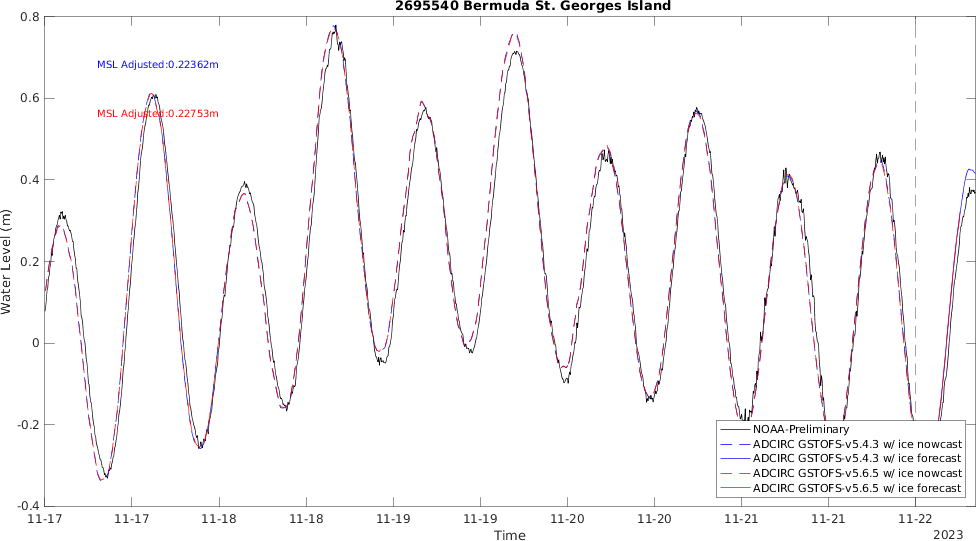 2695540 Bermuda St. Georges Island
0.8
0.6
0.4
0.2
0
-0.2
-0.4
Water Level (m)
MSL Adjusted:0.22362m
MSL Adjusted:0.22753m
NOAA-Preliminary
ADCIRC GSTOFS-v5.4.3 w/ ice nowcast
ADCIRC GSTOFS-v5.4.3 w/ ice forecast
ADCIRC GSTOFS-v5.6.5 w/ ice nowcast
ADCIRC GSTOFS-v5.6.5 w/ ice forecast
11-17 11-17 11-18 11-18 11-19 11-19 11-20 11-20 11-21 11-21 11-22
Time
2023